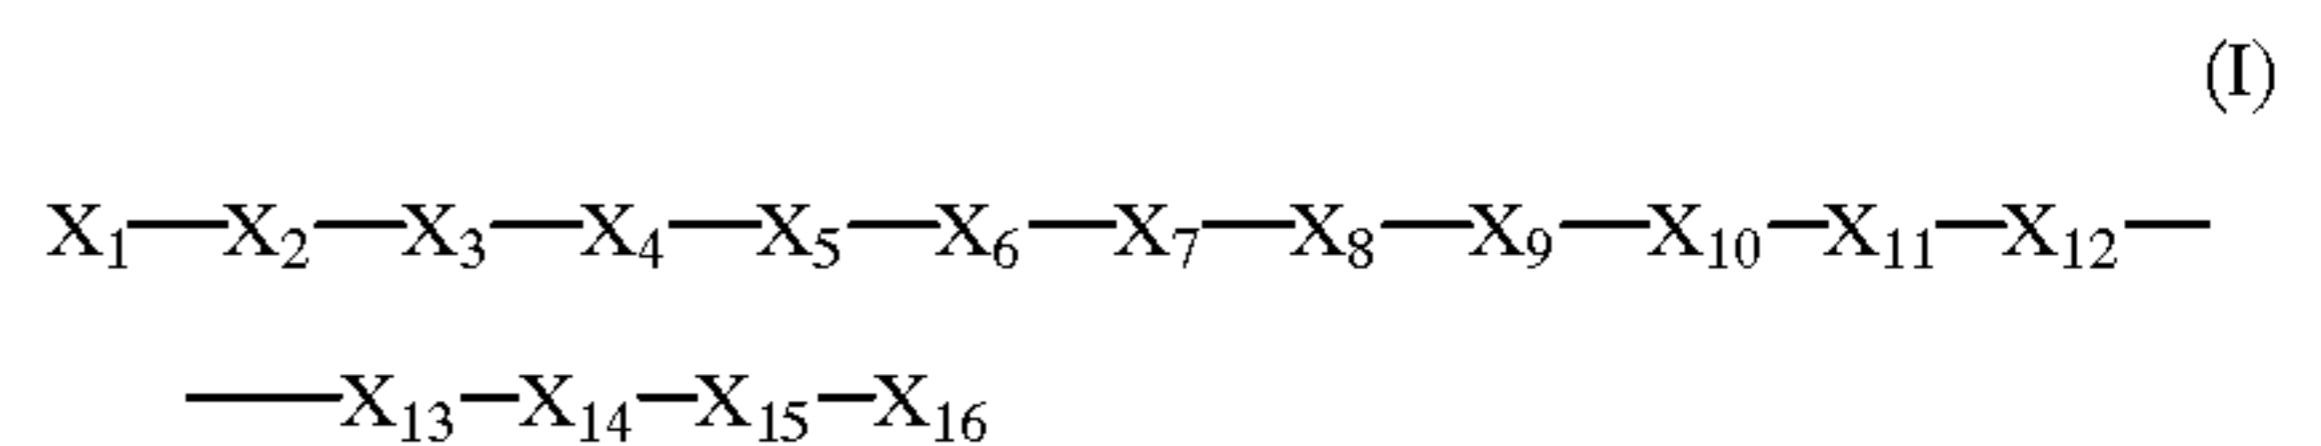 (I)
X₁—X₂—X₃—X₄—X₅—X₆—X₇—X₈—X₉—X₁₀—X₁₁—X₁₂—
—X₁₃—X₁₄—X₁₅—X₁₆